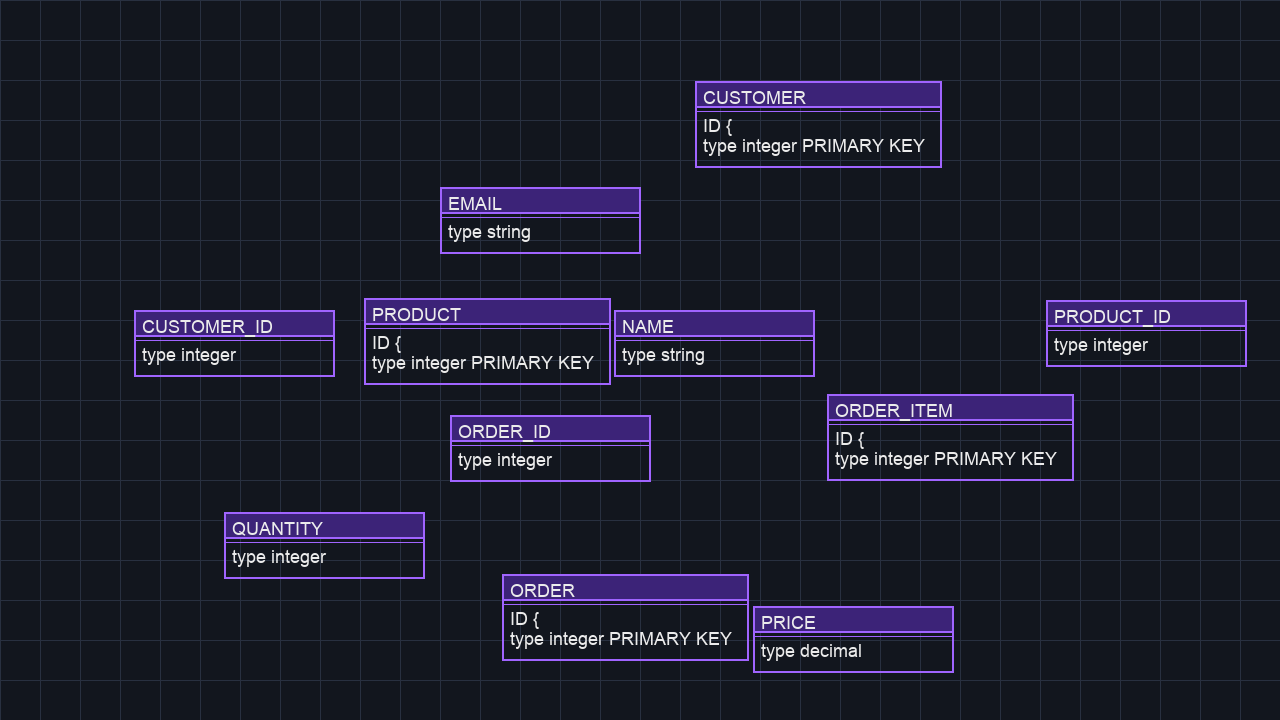 CUSTOMER
ID {
type integer PRIMARY KEY
EMAIL
type string
CUSTOMER_ID
type integer
PRODUCT
ID {
type integer PRIMARY KEY
NAME
type string
PRODUCT_ID
type integer
ORDER_ITEM
ID {
type integer PRIMARY KEY
ORDER_ID
type integer
QUANTITY
type integer
ORDER
ID {
type integer PRIMARY KEY
PRICE
type decimal